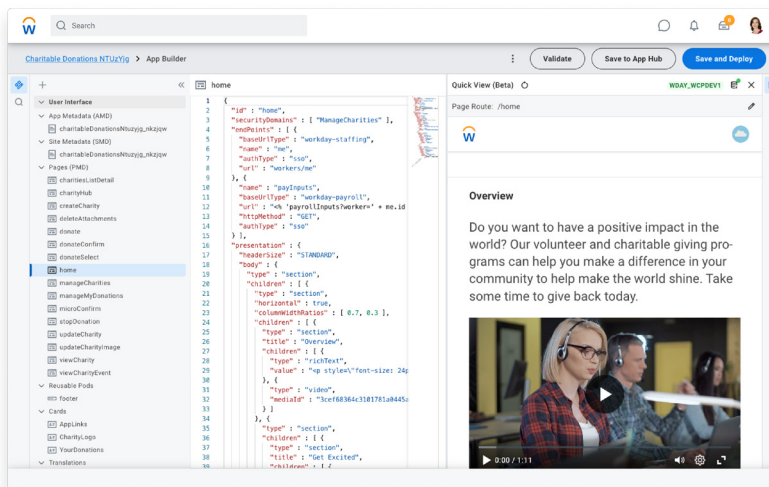 Search
Charitable Donations NTUzYjg > App Builder
Validate
Save to App Hub
Save and Deploy
User Interface
App Metadata (AMD)
charitableDonationsNtuzyjg_nkzjqw
Site Metadata (SMD)
charitableDonationsNtuzyjg_nkzjqw
Pages (PMD)
charitiesListDetail
charityHub
createCharity
deleteAttachments
donate
donateConfirm
donateSelect
home
manageCharities
manageMyDonations
microConfirm
stopDonation
updateCharity
updateCharityImage
viewCharity
viewCharityEvent
Reusable Pods
footer
Cards
AppLinks
CharityLogo
YourDonations
Translations
home
1 {
2 "id" : "home",
3 "securityDomains" : [ "ManageCharities" ],
4 "endPoints" : [ {
5 "baseUrlType" : "workday-staffing",
6 "name" : "me",
7 "authType" : "sso",
8 "url" : "workers/me"
9 }, {
10 "name" : "payInputs",
11 "baseUrlType" : "workday-payroll",
12 "url" : "<% 'payrollInputs?worker=' + me.id
13 "httpMethod" : "GET",
14 "authType" : "sso"
15 } ],
16 "presentation" : {
17 "headerSize" : "STANDARD",
18 "body" : {
19 "type" : "section",
20 "children" : [ {
21 "type" : "section",
22 "horizontal" : true,
23 "columnWidthRatios" : [ 0.7, 0.3 ],
24 "children" : [ {
25 "type" : "section",
26 "title" : "Overview",
27 "children" : [ {
28 "type" : "richText",
29 "value" : "<p style=\"font-size: 24p
30 }, {
31 "type" : "video",
32 "mediaId" : "3cef60364c3101781a0445a
33 } ]
34 }, {
35 "type" : "section",
36 "children" : [ {
37 "type" : "section",
38 "title" : "Get Excited",
39 "children" : [ {
Quick View (Beta)
WDAY_WCPDEV1
Page Route: /home
Overview
Do you want to have a positive impact in the
world? Our volunteer and charitable giving pro-
grams can help you make a difference in your
community to help make the world shine. Take
some time to give back today.
0:00 / 1:11